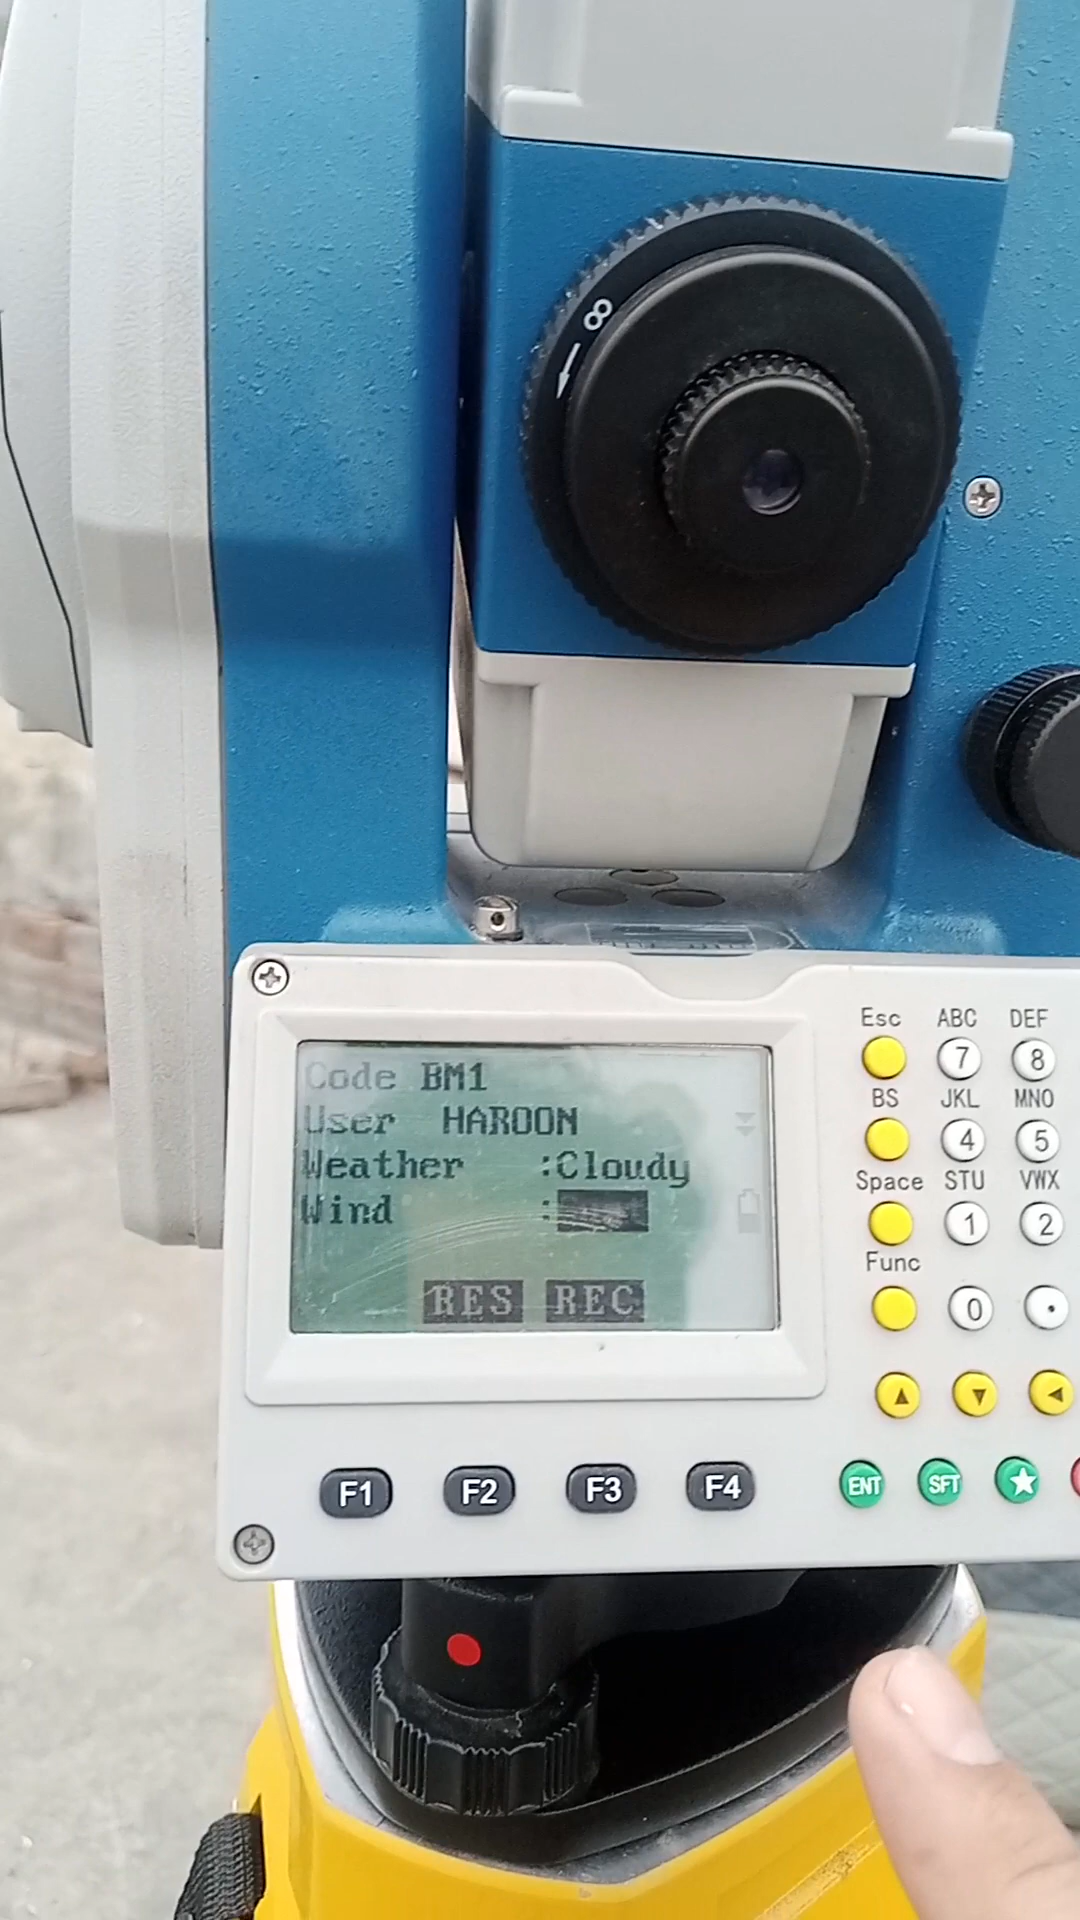 ∞
Code BM1
User HAROON
Weather :Cloudy
Wind :
RES REC
Esc ABC DEF
7 8
BS JKL MNO
4 5
Space STU VWX
1 2
Func
0 .
F1 F2 F3 F4 ENT SFT